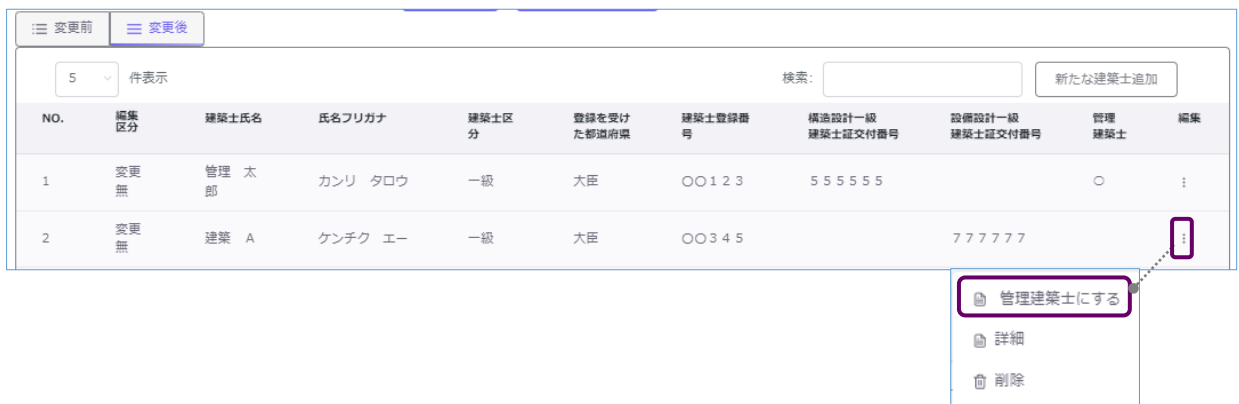 変更前 変更後
5 件表示 検索: 新たな建築士追加
NO. 編集区分 建築士氏名 氏名フリガナ 建築士区分 登録を受けた都道府県 建築士登録番号 構造設計一級建築士証交付番号 設備設計一級建築士証交付番号 管理建築士 編集
1 変更無 管理　太郎 カンリ　タロウ 一級 大臣 〇〇１２３ ５５５５５５ 〇 ⋮
2 変更無 建築　A ケンチク　エー 一級 大臣 〇〇３４５ ７７７７７７ ⋮
管理建築士にする
詳細
削除